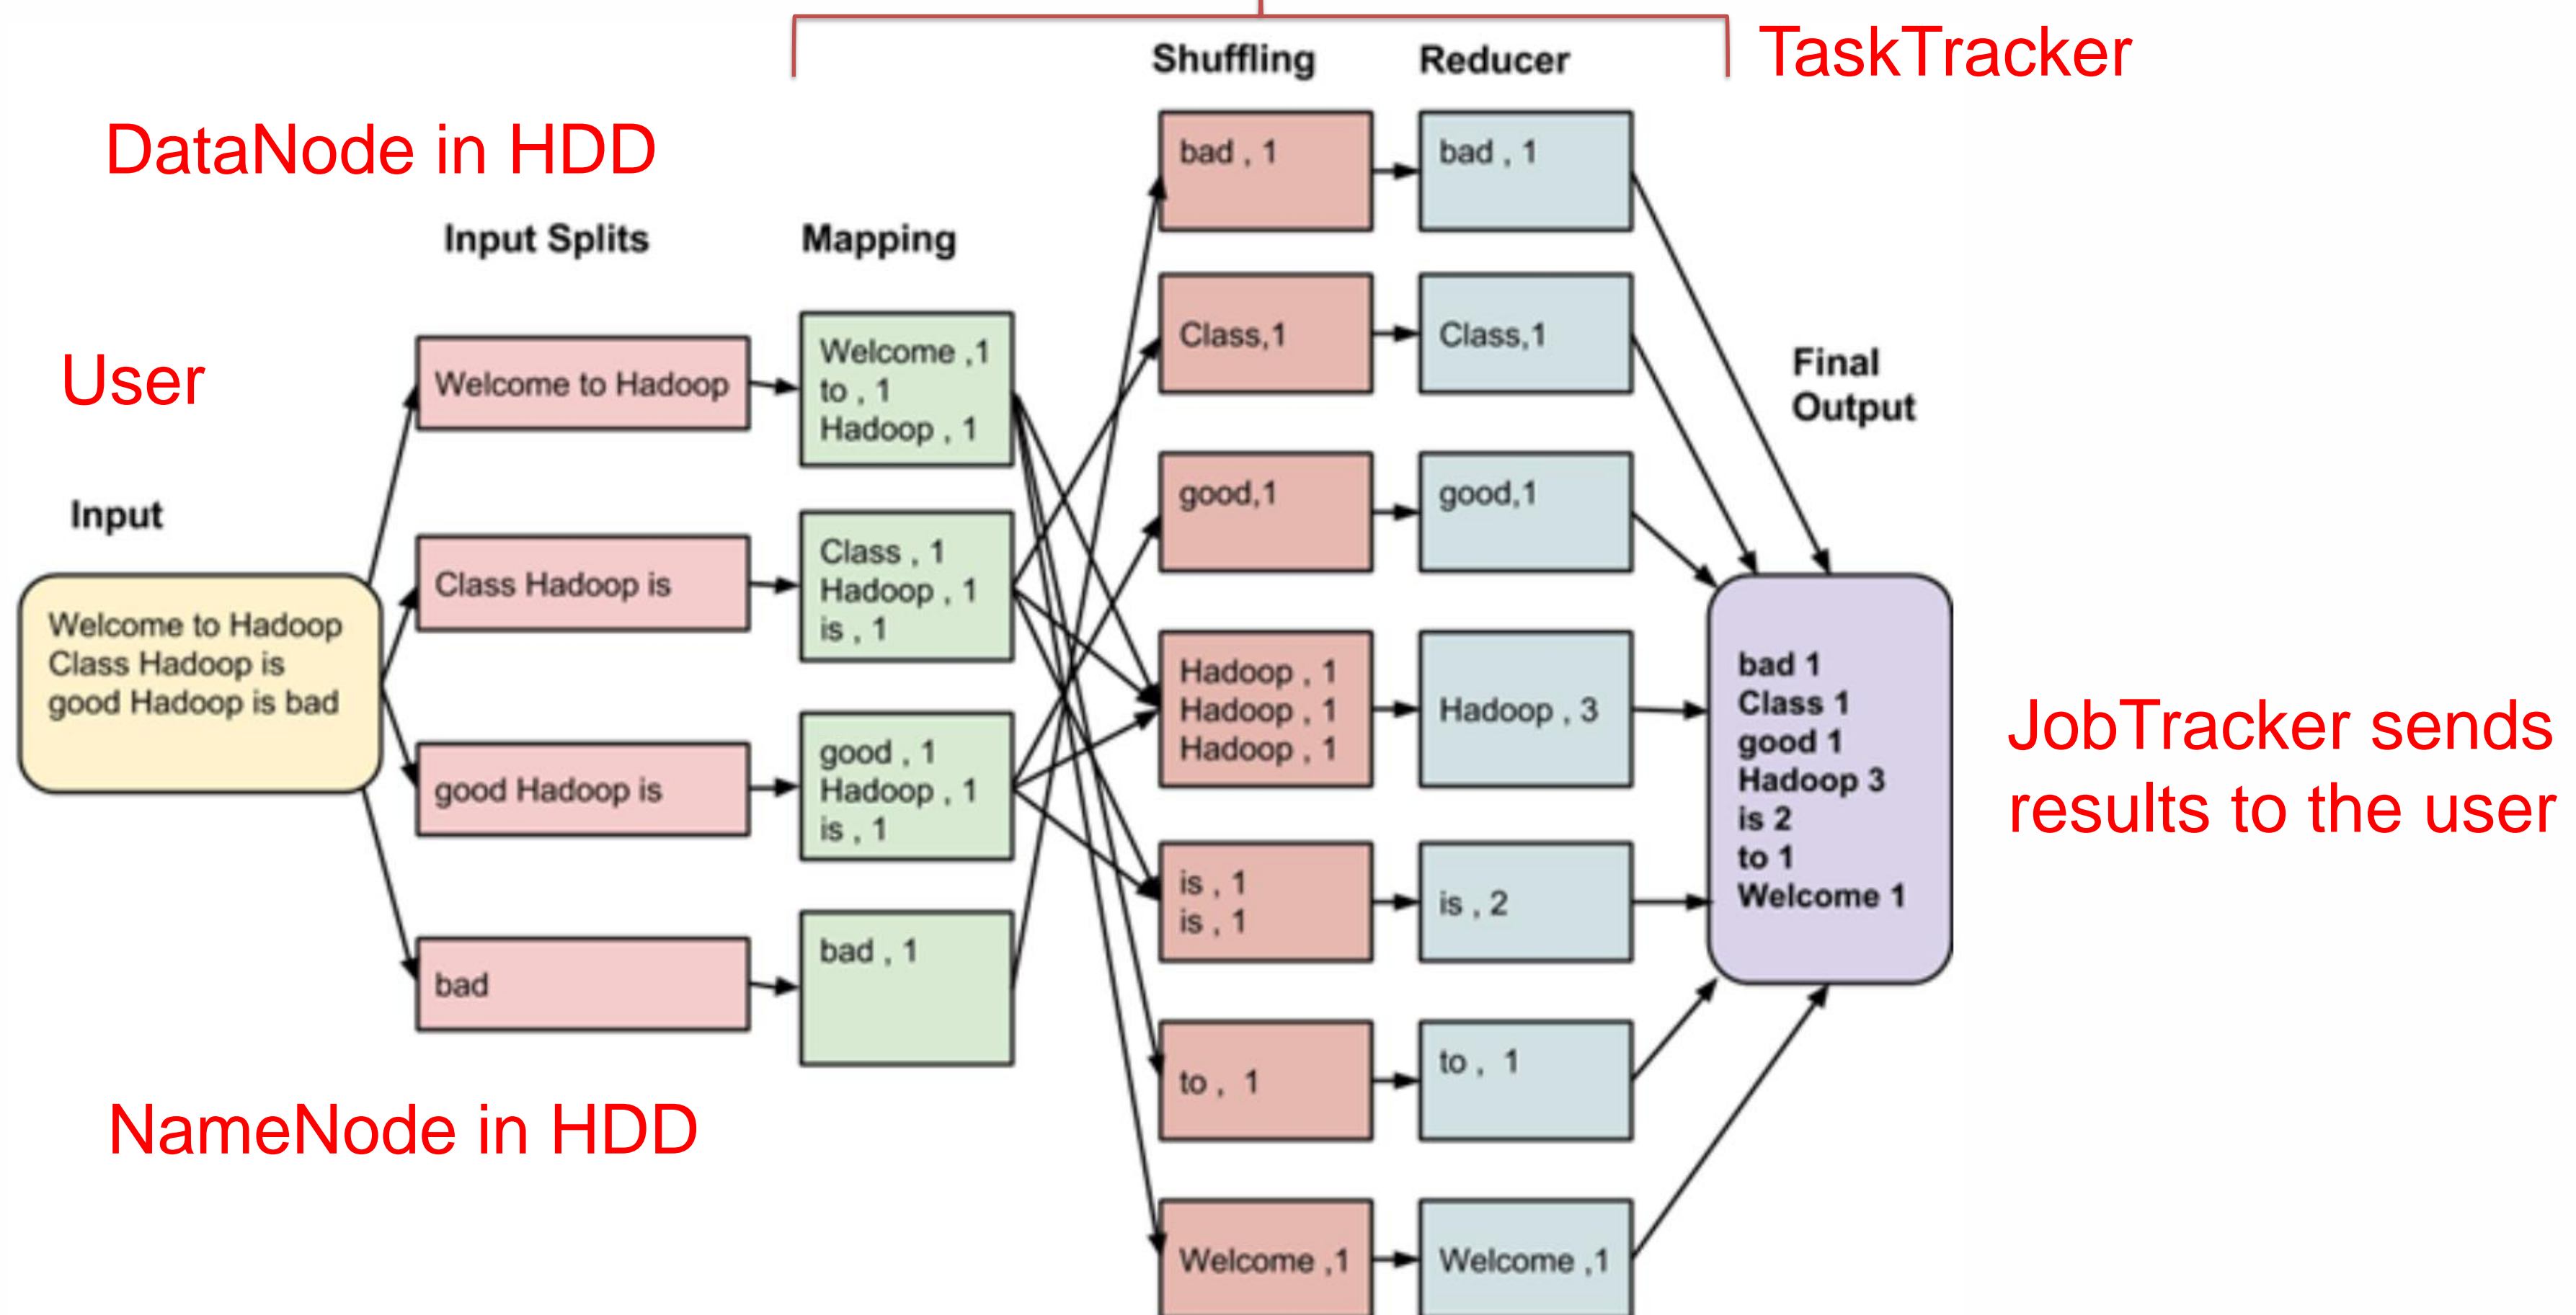 TaskTracker
Shuffling
Reducer
DataNode in HDD
Input Splits
Mapping
User
Input
Welcome to Hadoop
Class Hadoop is
good Hadoop is bad
Welcome to Hadoop
Class Hadoop is
good Hadoop is
bad
Welcome ,1
to , 1
Hadoop , 1
Class , 1
Hadoop , 1
is , 1
good , 1
Hadoop , 1
is , 1
bad , 1
bad , 1
Class,1
good,1
Hadoop , 1
Hadoop , 1
Hadoop , 1
is , 1
is , 1
to , 1
Welcome ,1
bad , 1
Class,1
good,1
Hadoop , 3
is , 2
to , 1
Welcome ,1
Final
Output
bad 1
Class 1
good 1
Hadoop 3
is 2
to 1
Welcome 1
JobTracker sends
results to the user
NameNode in HDD